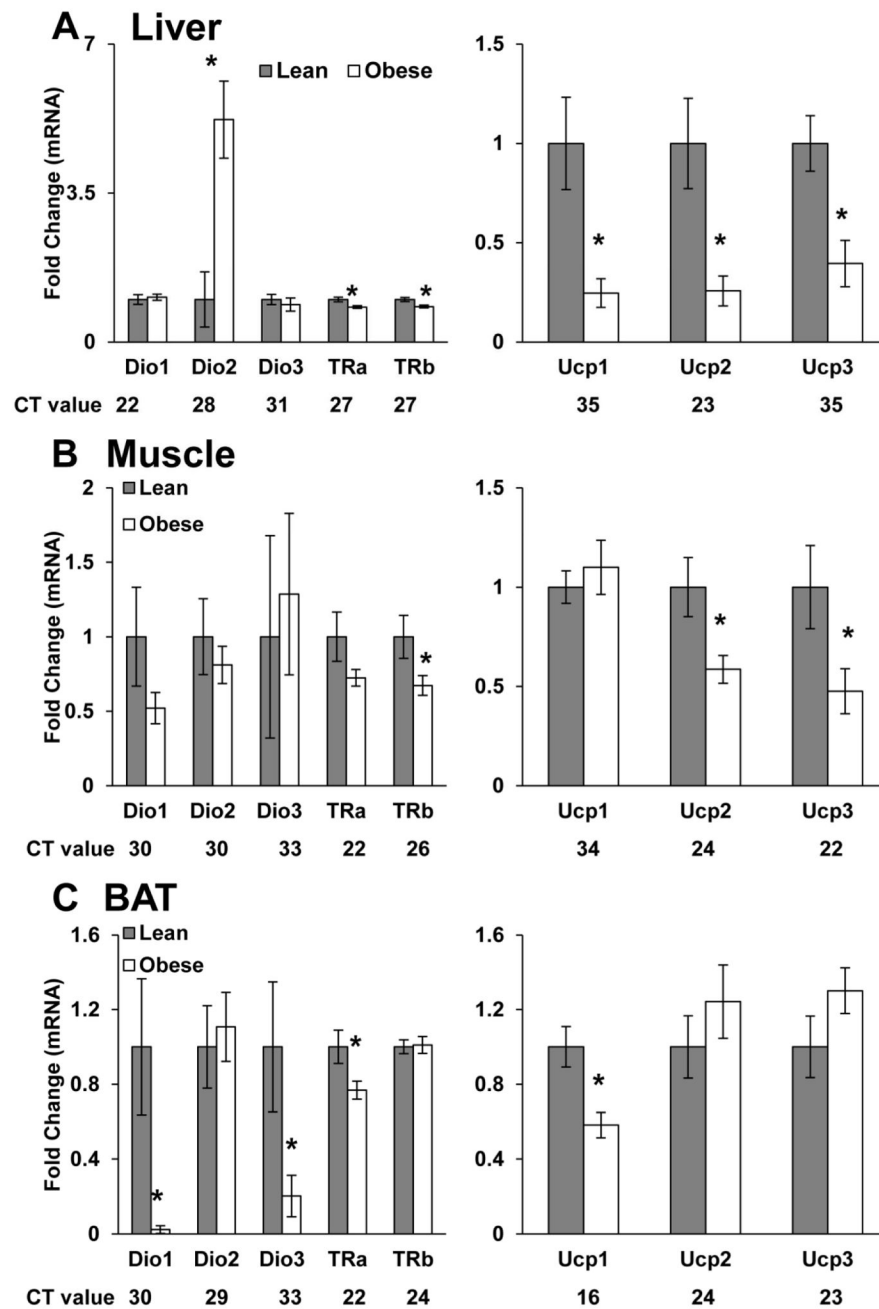 A Liver
7
3.5
0
Fold Change (mRNA)
Lean Obese
*
* *
Dio1 Dio2 Dio3 TRa TRb
CT value 22 28 31 27 27
1.5
1
0.5
0
* * *
Ucp1 Ucp2 Ucp3
35 23 35
B Muscle
2
1.5
1
0.5
0
Fold Change (mRNA)
Lean
Obese
*
Dio1 Dio2 Dio3 TRa TRb
CT value 30 30 33 22 26
1.5
1
0.5
0
* *
Ucp1 Ucp2 Ucp3
34 24 22
C BAT
1.6
1.2
0.8
0.4
0
Fold Change (mRNA)
Lean
Obese
* * *
Dio1 Dio2 Dio3 TRa TRb
CT value 30 29 33 22 24
1.6
1.2
0.8
0.4
0
*
Ucp1 Ucp2 Ucp3
16 24 23